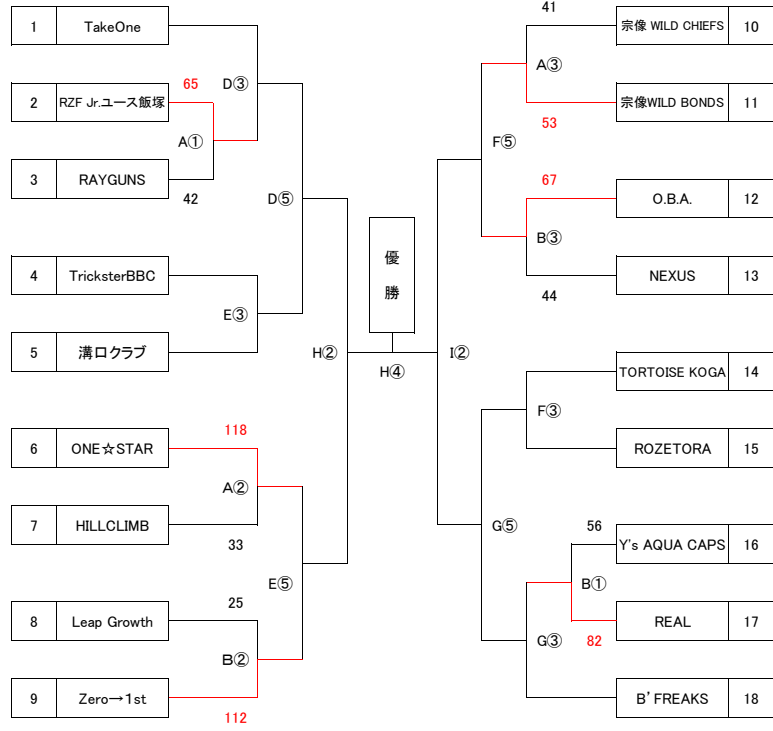 1 TakeOne
D③
65
2 RZF Jr.ユース飯塚
A①
3 RAYGUNS
42
D⑤
4 TricksterBBC
E③
5 溝口クラブ
H②
118
6 ONE☆STAR
A②
7 HILLCLIMB
33
E⑤
25
8 Leap Growth
B②
9 Zero→1st
112
優
勝
H④
41
宗像 WILD CHIEFS 10
A③
宗像WILD BONDS 11
53
F⑤
67
O.B.A. 12
B③
NEXUS 13
44
I②
TORTOISE KOGA 14
F③
ROZETORA 15
G⑤
56
Y's AQUA CAPS 16
B①
REAL 17
82
G③
B'FREAKS 18